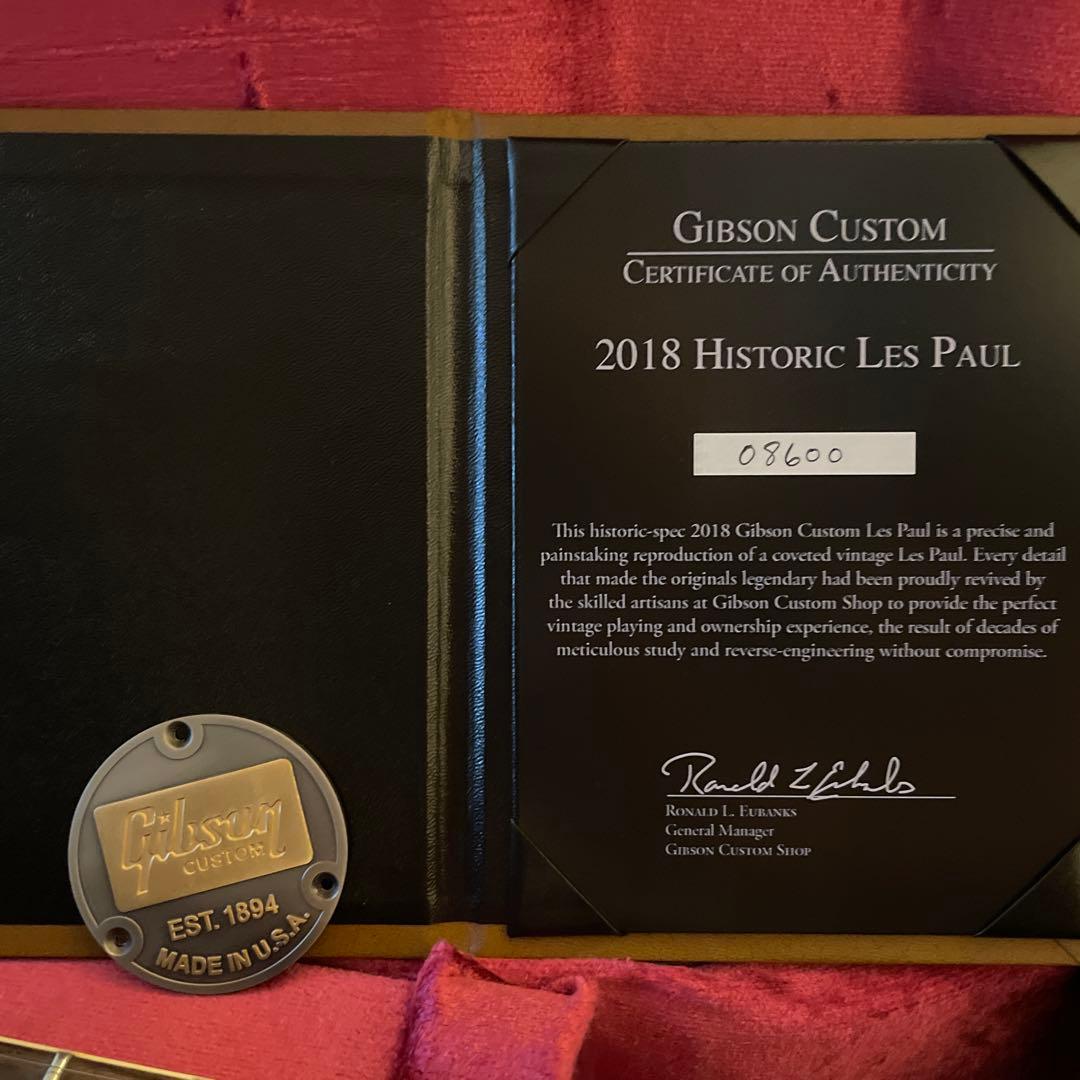 GIBSON CUSTOM
CERTIFICATE OF AUTHENTICITY
2018 HISTORIC LES PAUL
08600
This historic-spec 2018 Gibson Custom Les Paul is a precise and
painstaking reproduction of a coveted vintage Les Paul. Every detail
that made the originals legendary had been proudly revived by
the skilled artisans at Gibson Custom Shop to provide the perfect
vintage playing and ownership experience, the result of decades of
meticulous study and reverse-engineering without compromise.
Ronald L Eubanks
RONALD L. EUBANKS
General Manager
GIBSON CUSTOM SHOP
Gibson
CUSTOM
EST. 1894
MADE IN U.S.A.